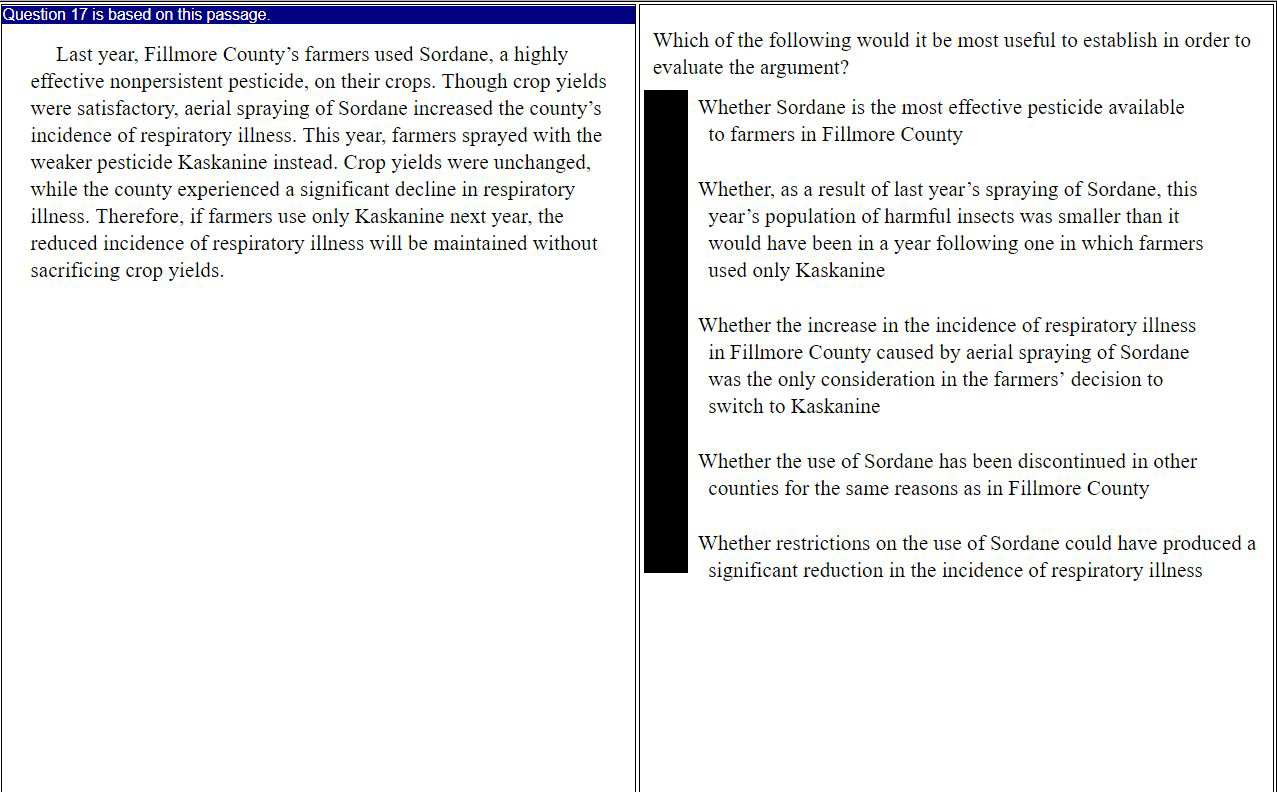 Question 17 is based on this passage.
Last year, Fillmore County’s farmers used Sordane, a highly
effective nonpersistent pesticide, on their crops. Though crop yields
were satisfactory, aerial spraying of Sordane increased the county’s
incidence of respiratory illness. This year, farmers sprayed with the
weaker pesticide Kaskanine instead. Crop yields were unchanged,
while the county experienced a significant decline in respiratory
illness. Therefore, if farmers use only Kaskanine next year, the
reduced incidence of respiratory illness will be maintained without
sacrificing crop yields.
Which of the following would it be most useful to establish in order to
evaluate the argument?
Whether Sordane is the most effective pesticide available
to farmers in Fillmore County
Whether, as a result of last year’s spraying of Sordane, this
year’s population of harmful insects was smaller than it
would have been in a year following one in which farmers
used only Kaskanine
Whether the increase in the incidence of respiratory illness
in Fillmore County caused by aerial spraying of Sordane
was the only consideration in the farmers’ decision to
switch to Kaskanine
Whether the use of Sordane has been discontinued in other
counties for the same reasons as in Fillmore County
Whether restrictions on the use of Sordane could have produced a
significant reduction in the incidence of respiratory illness